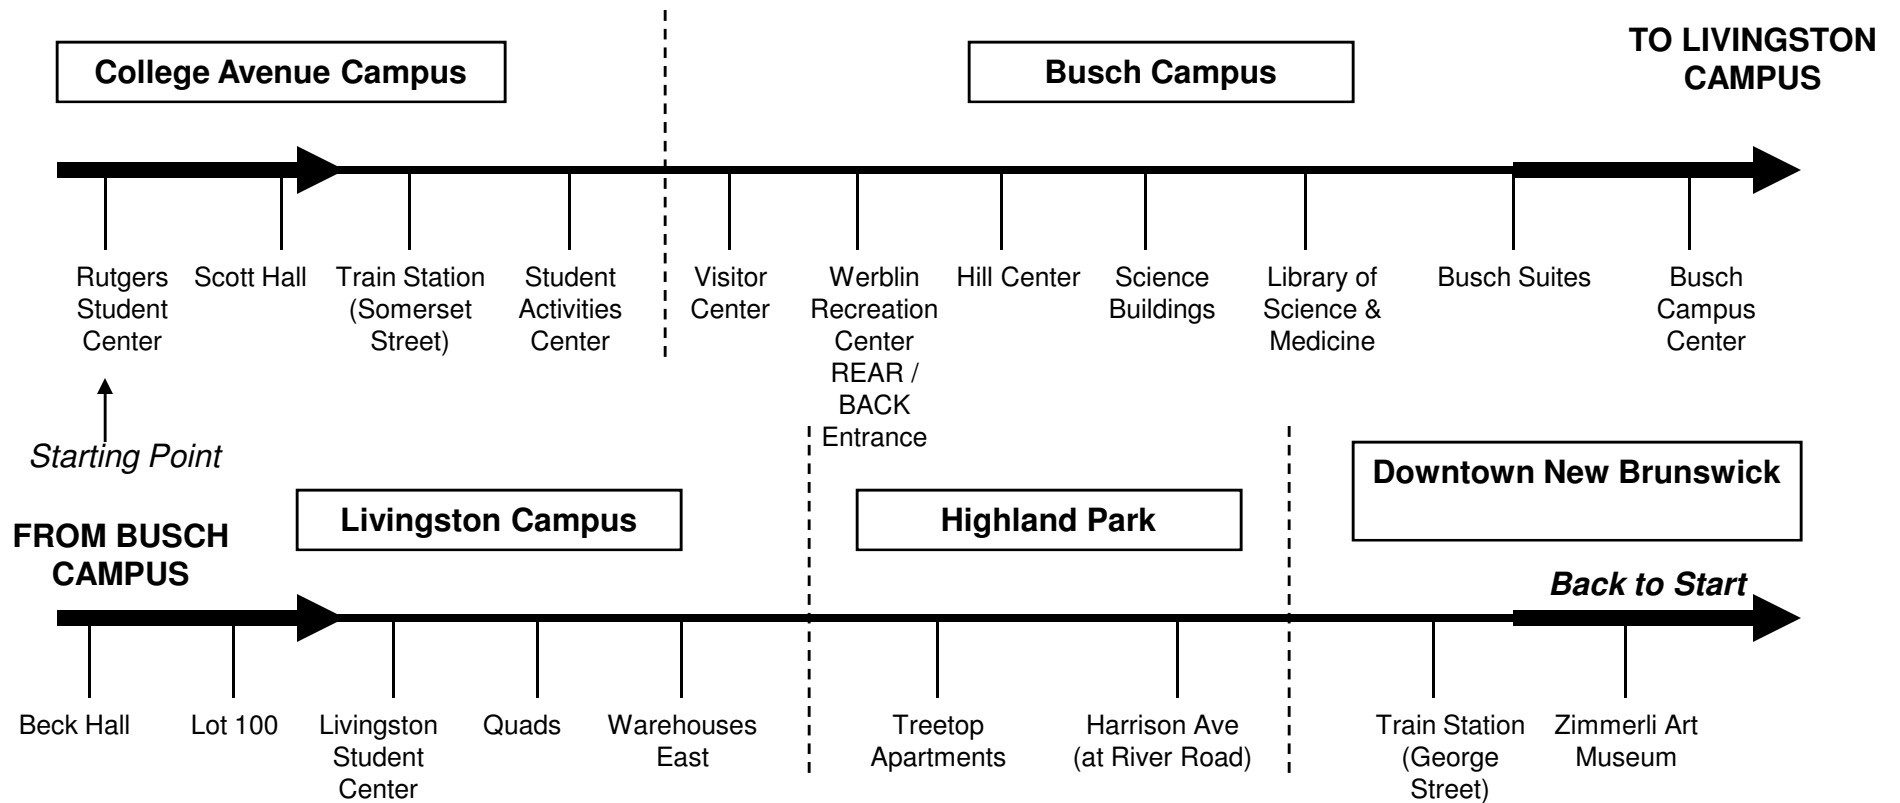 College Avenue Campus
Busch Campus
TO LIVINGSTON
CAMPUS
Rutgers
Student
Center
Scott Hall
Train Station
(Somerset
Street)
Student
Activities
Center
Visitor
Center
Werblin
Recreation
Center
REAR /
BACK
Entrance
Hill Center
Science
Buildings
Library of
Science &
Medicine
Busch Suites
Busch
Campus
Center
Starting Point
FROM BUSCH
CAMPUS
Livingston Campus
Highland Park
Downtown New Brunswick
Back to Start
Beck Hall
Lot 100
Livingston
Student
Center
Quads
Warehouses
East
Treetop
Apartments
Harrison Ave
(at River Road)
Train Station
(George
Street)
Zimmerli Art
Museum